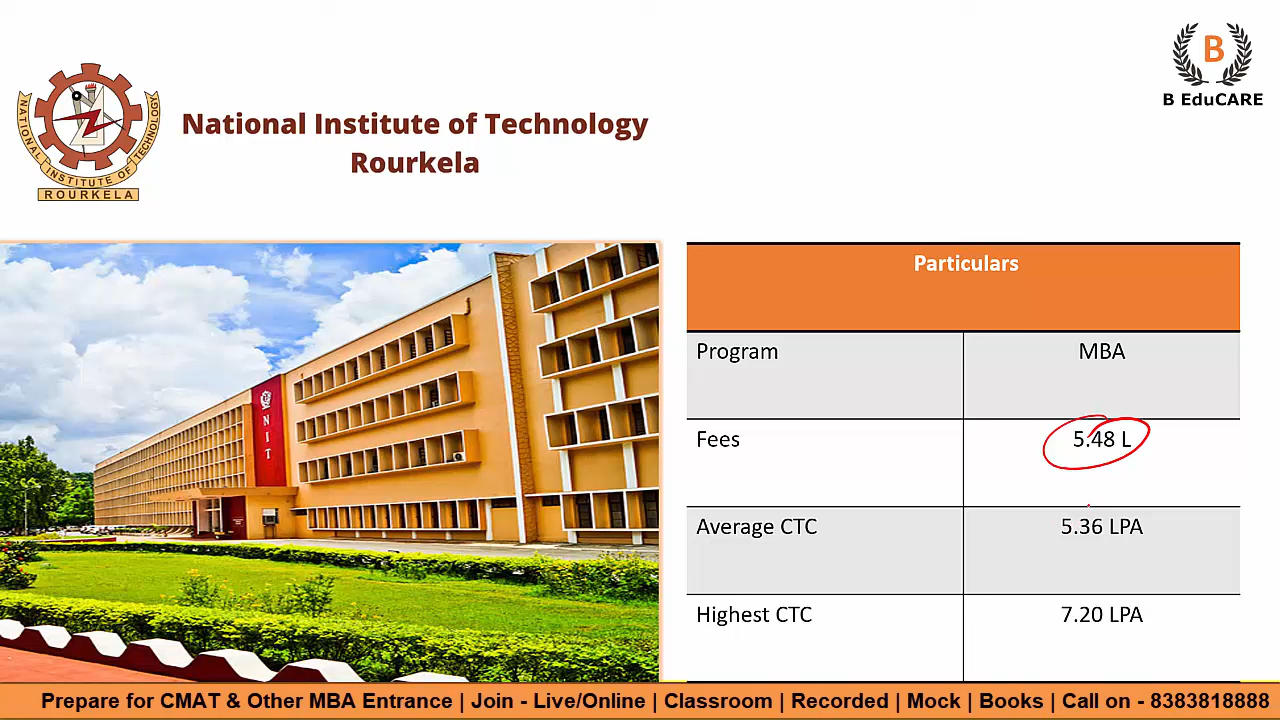 B
B EduCARE
NATIONAL INSTITUTE OF TECHNOLOGY
ROURKELA
National Institute of Technology
Rourkela
NIT
Particulars
Program MBA
Fees 5.48 L
Average CTC 5.36 LPA
Highest CTC 7.20 LPA
Prepare for CMAT & Other MBA Entrance | Join - Live/Online | Classroom | Recorded | Mock | Books | Call on - 8383818888